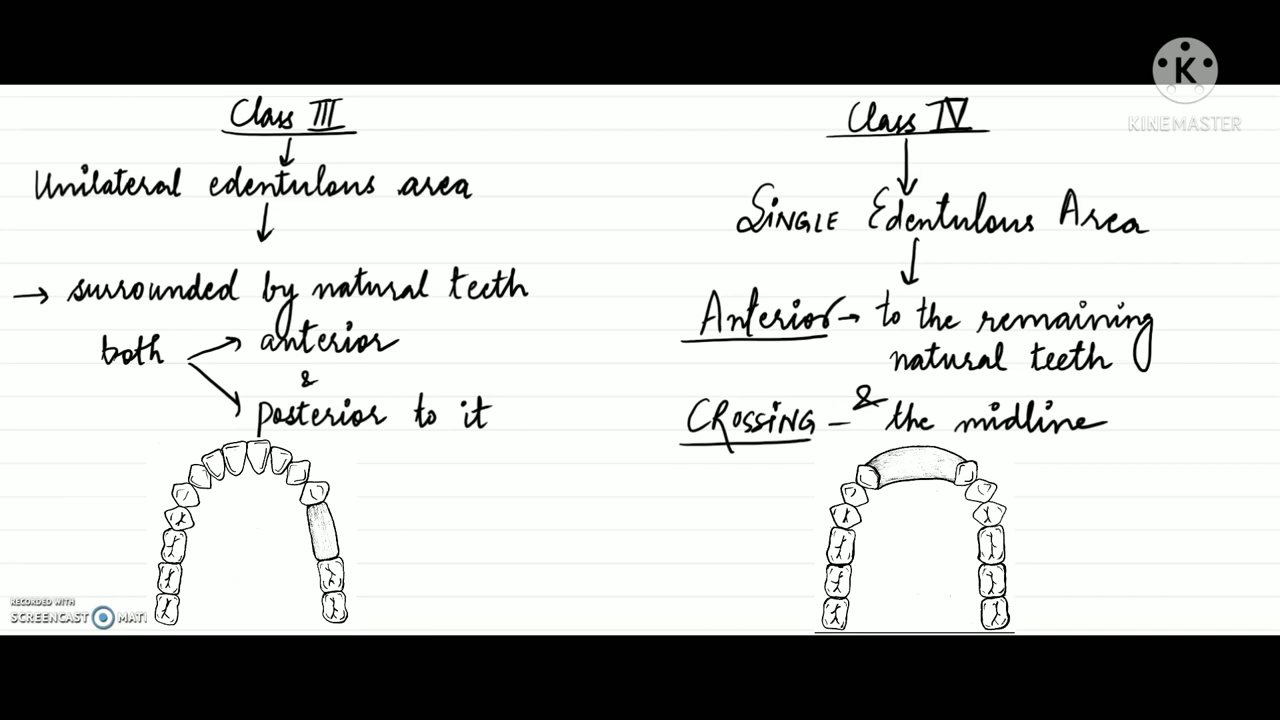 K
KINEMASTER
Class III
Unilateral edentulous area
→ surrounded by natural teeth
both → anterior
&
posterior to it
Class IV
SINGLE Edentulous Area
Anterior → to the remaining
natural teeth
&
CROSSING – the midline
RECORDED WITH
SCREENCAST MATI